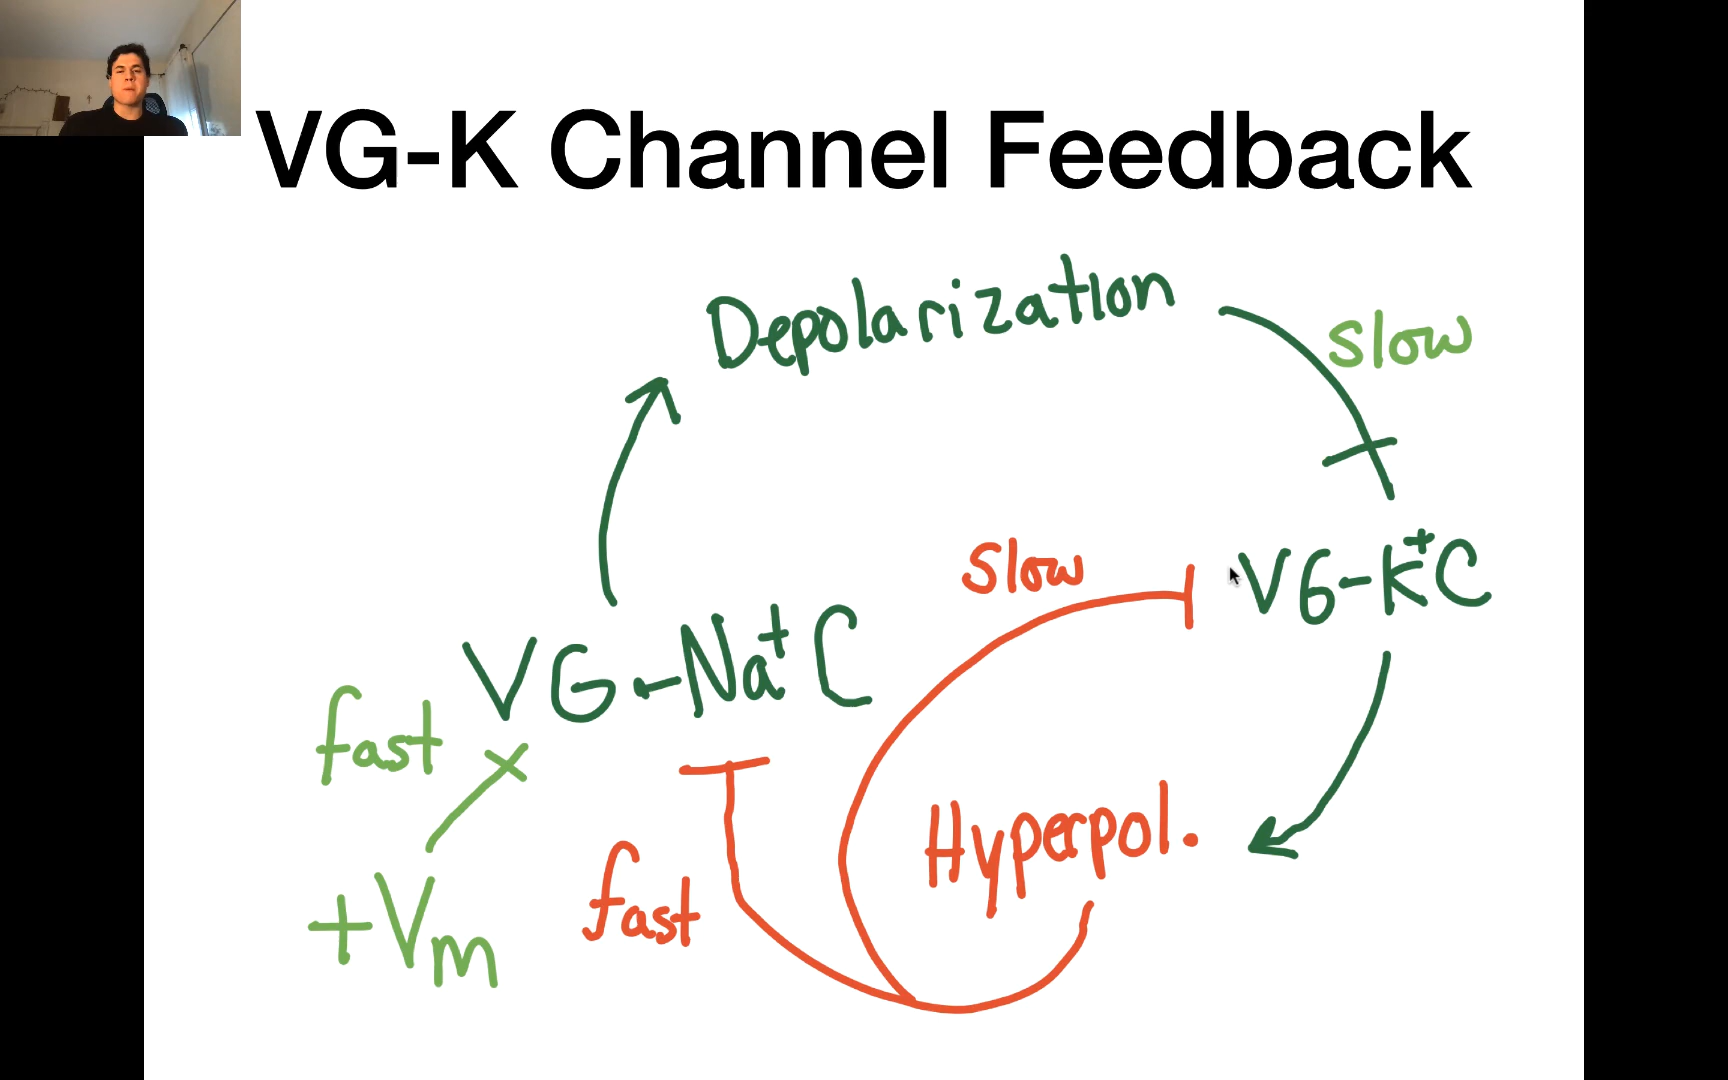 VG-K Channel Feedback
Depolarization
slow
slow
VG-K+C
VG-Na+C
fast
Hyperpol.
fast
+Vm